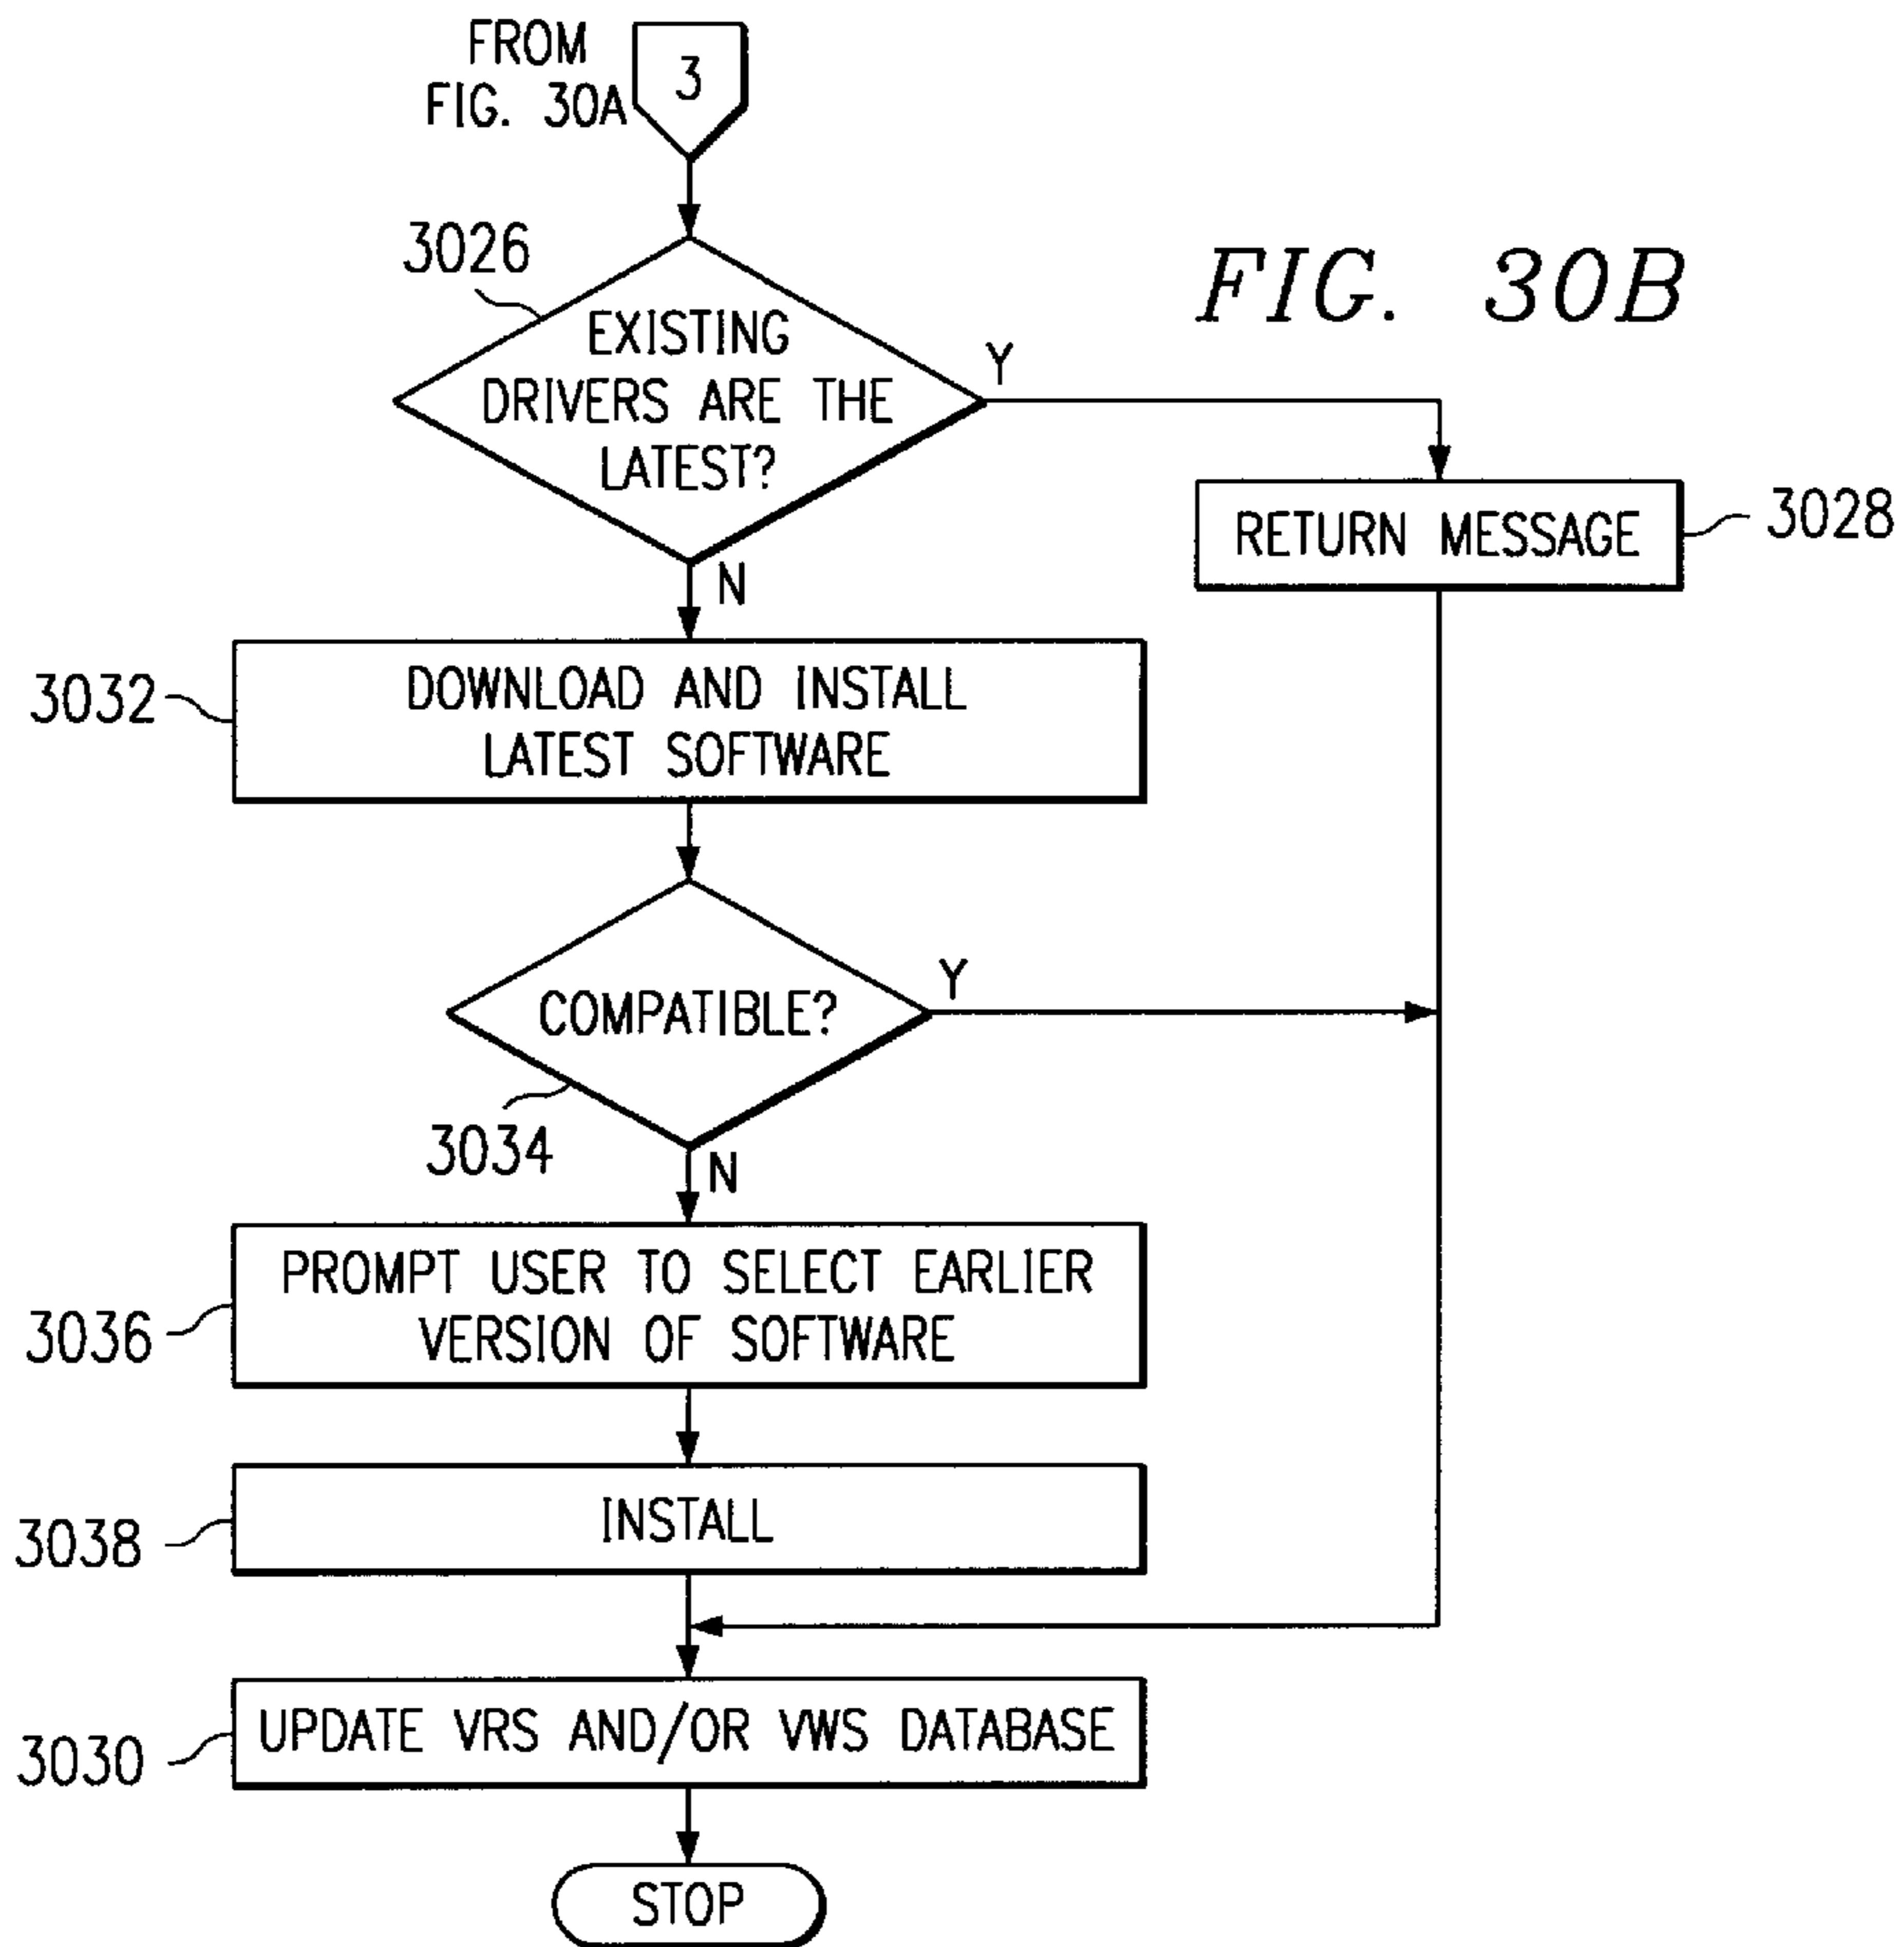 FROM
FIG. 30A
3
3026
FIG. 30B
EXISTING
DRIVERS ARE THE
LATEST?
Y
RETURN MESSAGE
3028
N
3032
DOWNLOAD AND INSTALL
LATEST SOFTWARE
COMPATIBLE?
Y
3034
N
PROMPT USER TO SELECT EARLIER
VERSION OF SOFTWARE
3036
INSTALL
3038
UPDATE VRS AND/OR VWS DATABASE
3030
STOP